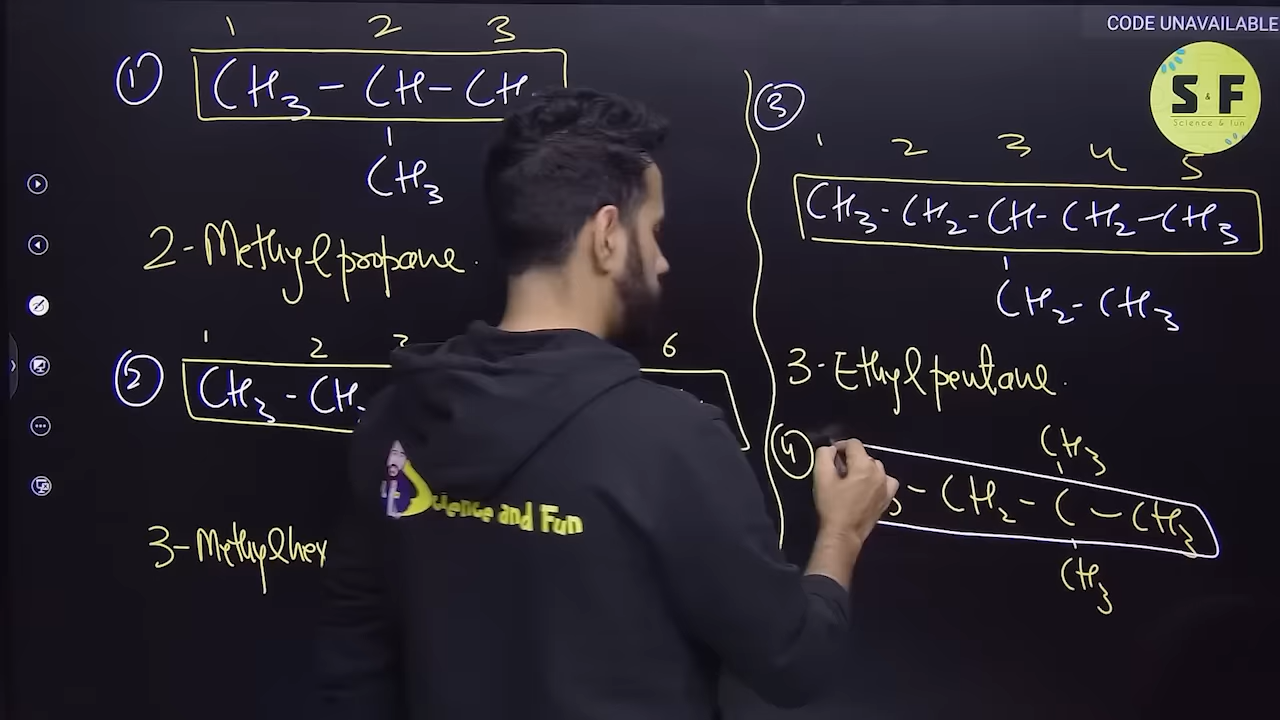 CODE UNAVAILABLE
S & F
Science & fun
1 2 3
① CH3 - CH - CH
CH3
2-Methylpropane.
1 2 3 6
② CH3 - CH
3-Methylhex
③
1 2 3 4 5
CH3 - CH2 - CH - CH2 - CH3
CH2 - CH3
3-Ethylpentane.
CH3
④ 3 - CH2 - C - CH3
CH3
Science and Fun